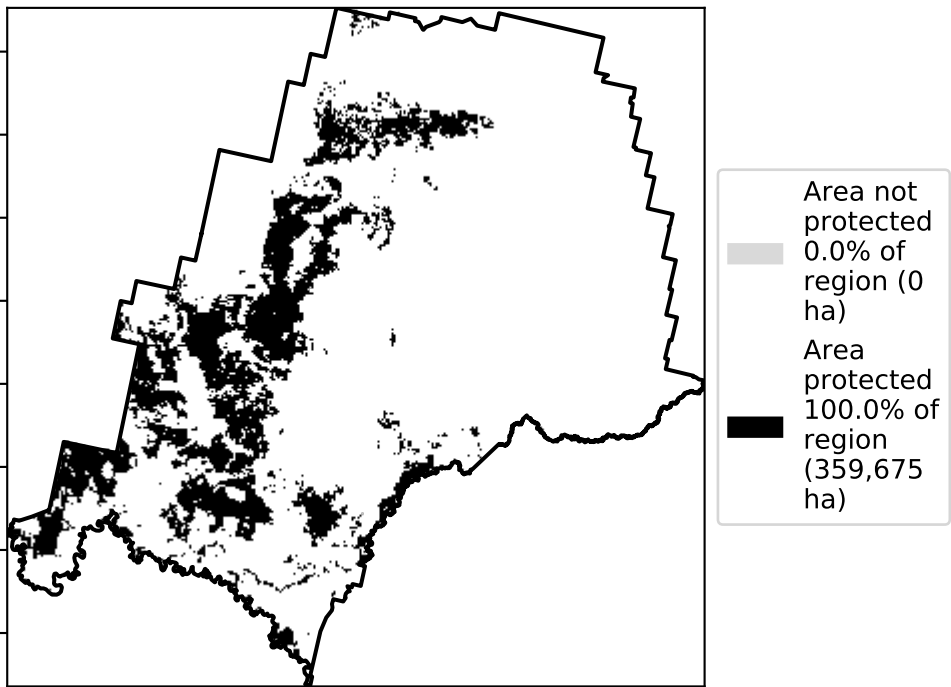 Area not
protected
0.0% of
region (0
ha)
Area
protected
100.0% of
region
(359,675
ha)